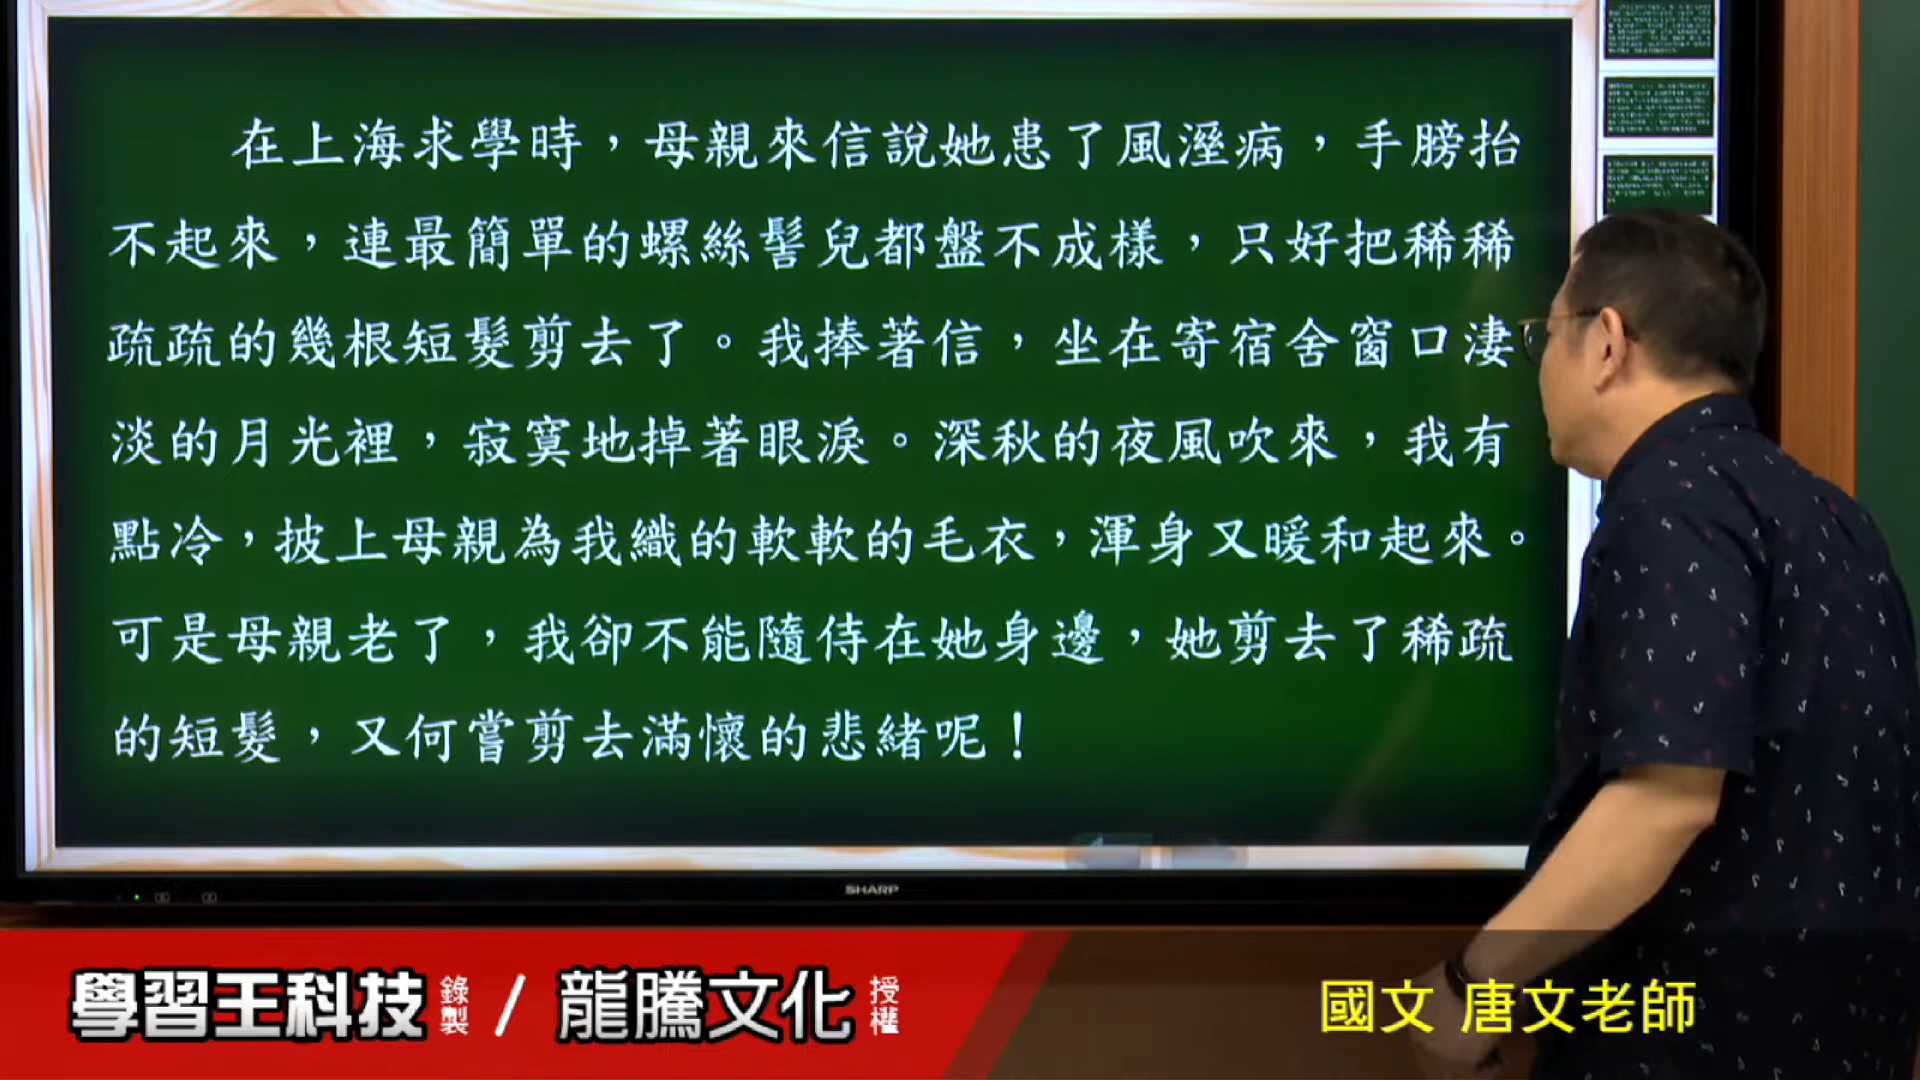 在上海求學時，母親來信說她患了風溼病，手膀抬
不起來，連最簡單的螺絲髻兒都盤不成樣，只好把稀稀
疏疏的幾根短髮剪去了。我捧著信，坐在寄宿舍窗口淒
淡的月光裡，寂寞地掉著眼淚。深秋的夜風吹來，我有
點冷，披上母親為我織的軟軟的毛衣，渾身又暖和起來。
可是母親老了，我卻不能隨侍在她身邊，她剪去了稀疏
的短髮，又何嘗剪去滿懷的悲緒呢！
SHARP
學習王科技 錄製 / 龍騰文化 授權
國文 唐文老師